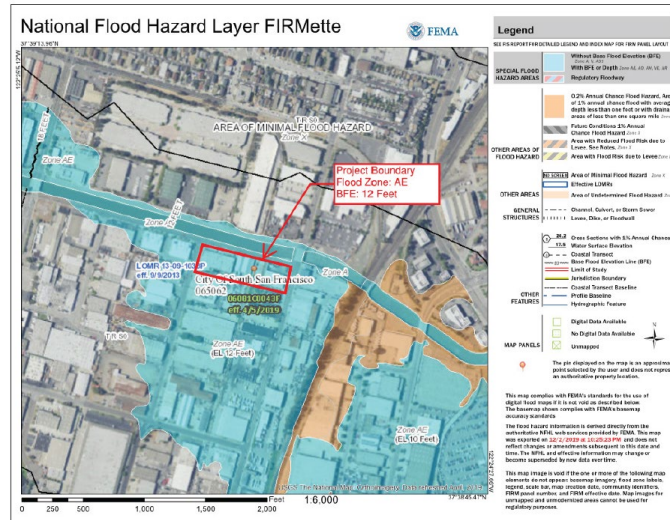 National Flood Hazard Layer FIRMette
FEMA
37°39'13.96"N
AREA OF MINIMAL FLOOD HAZARD
Zone X
Zone AE
Project Boundary
Flood Zone: AE
BFE: 12 Feet
City Of South San Francisco
065062
06081C0043F
eff. 4/5/2019
eff. 9/9/2013
Zone A
Zone AE
(EL 12 Feet)
Zone AE
(EL 10 Feet)
37°38'45.47"N
0
250
500
1,000
1,500
2,000
Feet
1:6,000
Legend
SEE FIS REPORT FOR DETAILED LEGEND AND INDEX MAP FOR FIRM PANEL LAYOUT
SPECIAL FLOOD
HAZARD AREAS
Without Base Flood Elevation (BFE)
With BFE or Depth
Regulatory Floodway
0.2% Annual Chance Flood Hazard, Area
of 1% annual chance flood with average
depth less than one foot or with drainage
areas of less than one square mile
Future Conditions 1% Annual
Chance Flood Hazard
Area with Reduced Flood Risk due to
Levee. See Notes.
Area with Flood Risk due to Levee
OTHER AREAS OF
FLOOD HAZARD
Area of Minimal Flood Hazard
Effective LOMRs
OTHER AREAS
Area of Undetermined Flood Hazard
GENERAL
STRUCTURES
Channel, Culvert, or Storm Sewer
Levee, Dike, or Floodwall
Cross Sections with 1% Annual Chance
Water Surface Elevation
Coastal Transect
Base Flood Elevation Line (BFE)
Limit of Study
Jurisdiction Boundary
Coastal Transect Baseline
OTHER
FEATURES
Profile Baseline
Hydrographic Feature
Digital Data Available
No Digital Data Available
MAP PANELS
Unmapped
The pin displayed on the map is an approximate
point selected by the user and does not represent
an authoritative property location.
This map complies with FEMA's standards for the use of
digital flood maps if it is not void as described below.
The basemap shown complies with FEMA's basemap
accuracy standards
The flood hazard information is derived directly from the
authoritative NFHL web services provided by FEMA. This map
was exported on 12/2/2019 at 10:25:23 PM and does not
reflect changes or amendments subsequent to this date and
time. The NFHL and effective information may change or
become superseded by new data over time.
This map image is void if the one or more of the following map
elements do not appear: basemap imagery, flood zone labels,
legend, scale bar, map creation date, community identifiers,
FIRM panel number, and FIRM effective date. Map images for
unmapped and unmodernized areas cannot be used for
regulatory purposes.